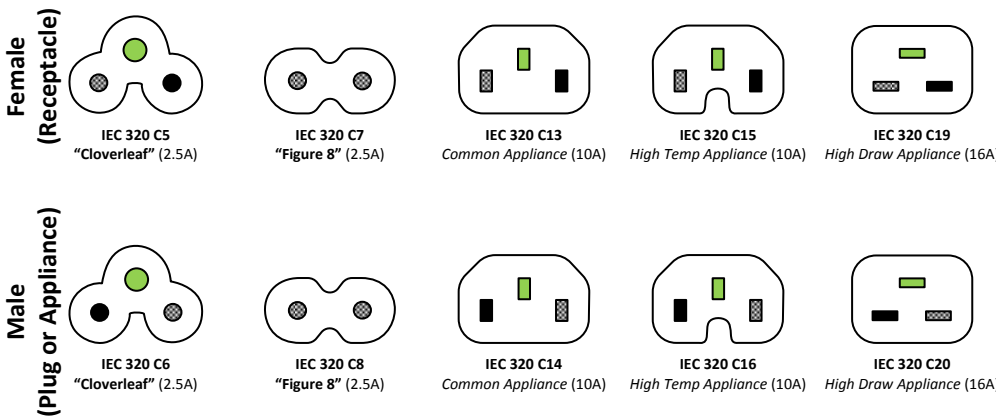 Female
(Receptacle)
IEC 320 C5
“Cloverleaf” (2.5A)
IEC 320 C7
“Figure 8” (2.5A)
IEC 320 C13
Common Appliance (10A)
IEC 320 C15
High Temp Appliance (10A)
IEC 320 C19
High Draw Appliance (16A)
Male
(Plug or Appliance)
IEC 320 C6
“Cloverleaf” (2.5A)
IEC 320 C8
“Figure 8” (2.5A)
IEC 320 C14
Common Appliance (10A)
IEC 320 C16
High Temp Appliance (10A)
IEC 320 C20
High Draw Appliance (16A)